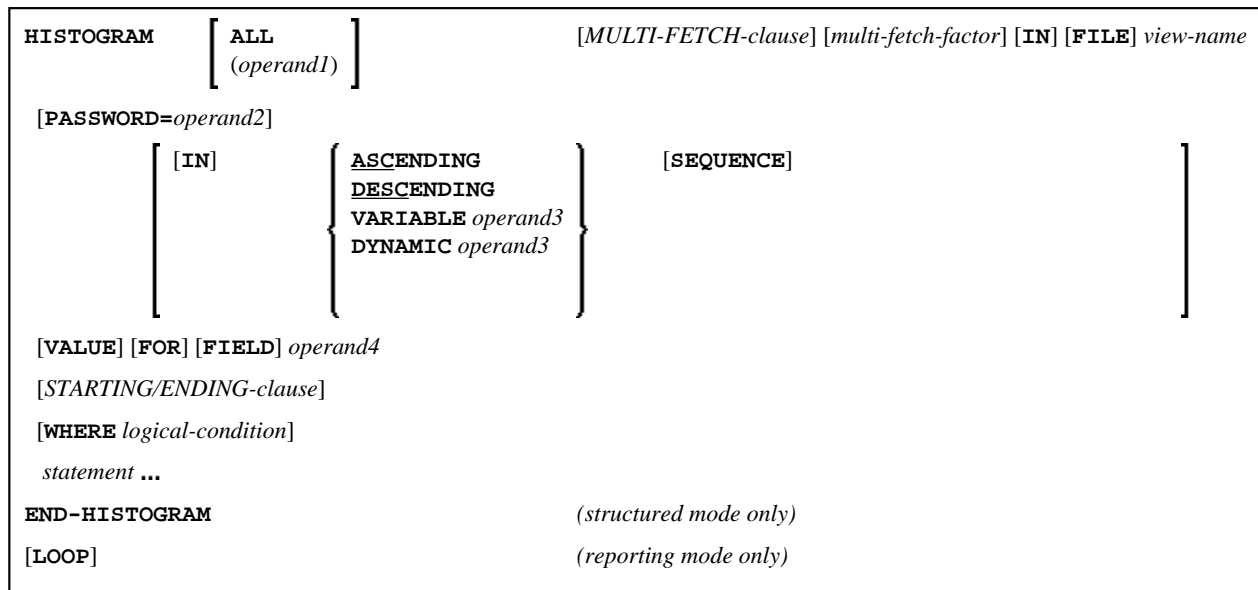 HISTOGRAM ALL [MULTI-FETCH-clause] [multi-fetch-factor] [IN] [FILE] view-name
(operand1)
[PASSWORD=operand2]
[IN] ASCENDING [SEQUENCE]
DESCENDING
VARIABLE operand3
DYNAMIC operand3
[VALUE] [FOR] [FIELD] operand4
[STARTING/ENDING-clause]
[WHERE logical-condition]
statement ...
END-HISTOGRAM (structured mode only)
[LOOP] (reporting mode only)